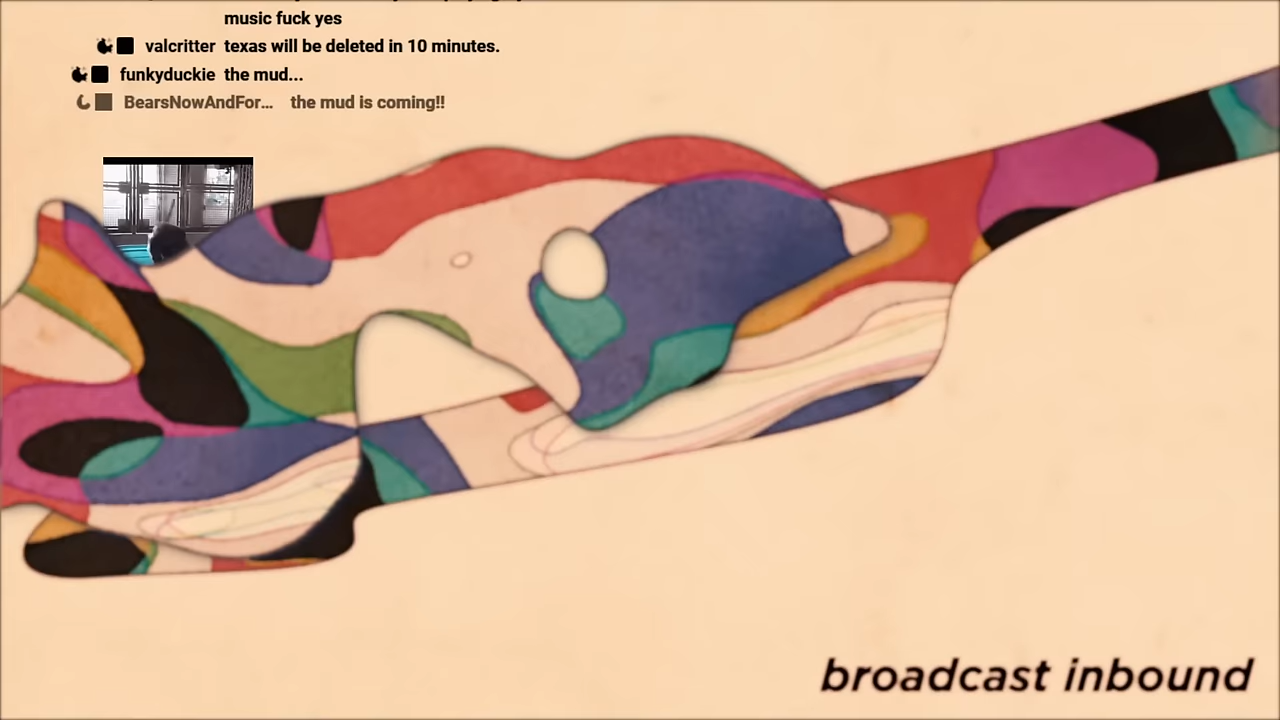 music fuck yes
valcritter texas will be deleted in 10 minutes.
funkyduckie the mud...
BearsNowAndFor... the mud is coming!!
broadcast inbound